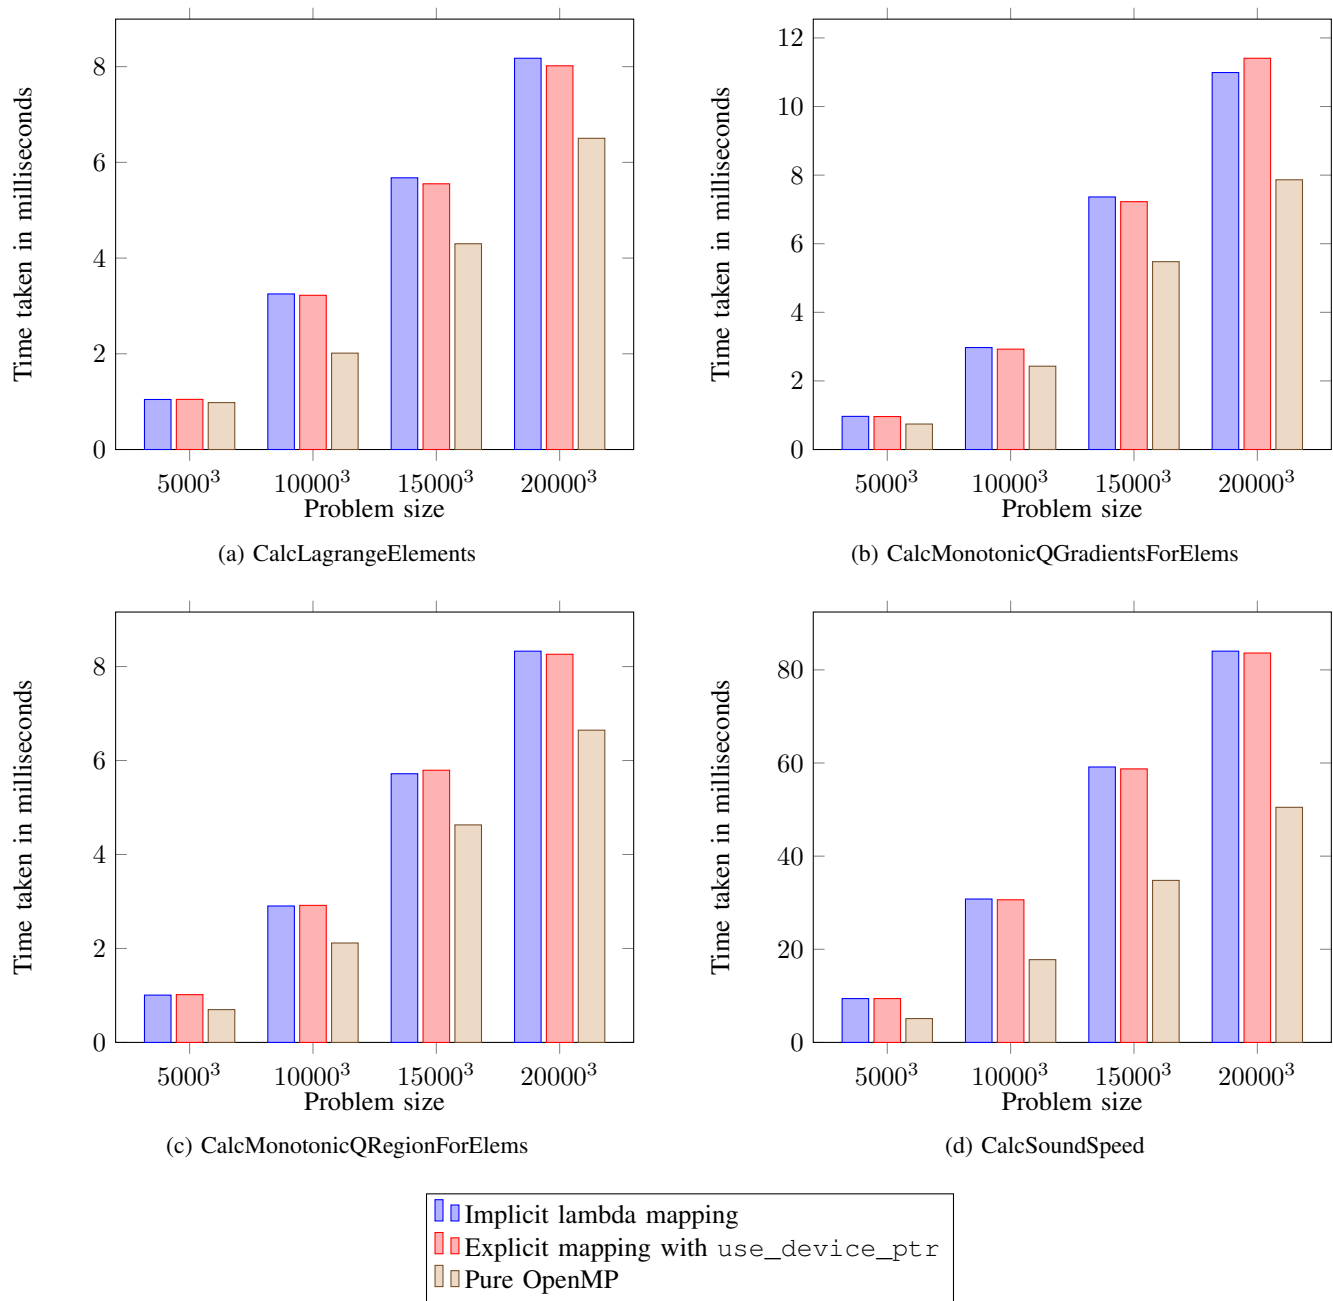 Time taken in milliseconds
8
6
4
2
0
5000³ 10000³ 15000³ 20000³
Problem size
(a) CalcLagrangeElements
Time taken in milliseconds
12
10
8
6
4
2
0
5000³ 10000³ 15000³ 20000³
Problem size
(b) CalcMonotonicQGradientsForElems
Time taken in milliseconds
8
6
4
2
0
5000³ 10000³ 15000³ 20000³
Problem size
(c) CalcMonotonicQRegionForElems
Time taken in milliseconds
80
60
40
20
0
5000³ 10000³ 15000³ 20000³
Problem size
(d) CalcSoundSpeed
Implicit lambda mapping
Explicit mapping with use_device_ptr
Pure OpenMP